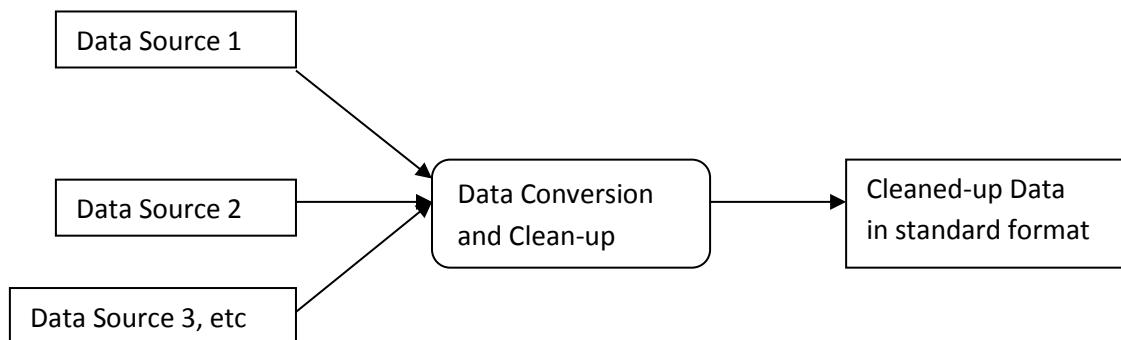 Data Source 1
Data Source 2
Data Source 3, etc
Data Conversion
and Clean-up
Cleaned-up Data
in standard format